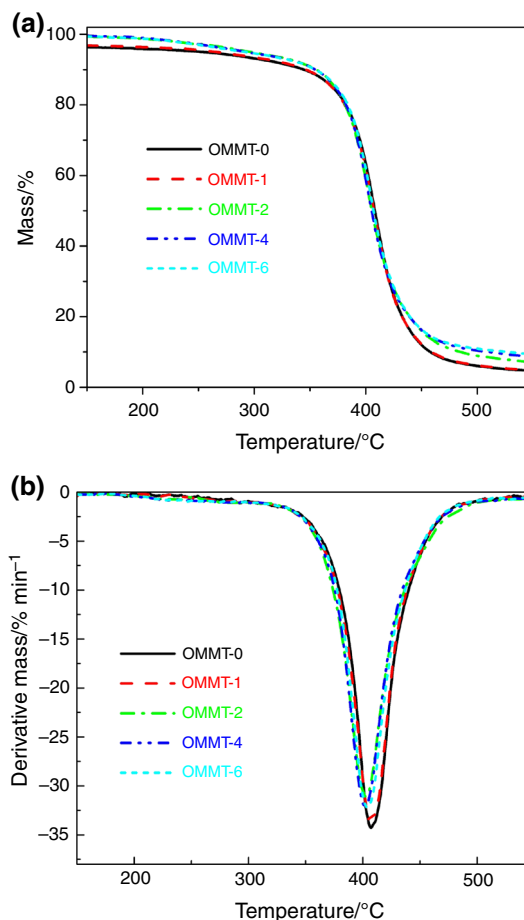 (a)
100
80
60
40
20
0
Mass/%
OMMT-0
OMMT-1
OMMT-2
OMMT-4
OMMT-6
200
300
400
500
Temperature/°C
(b)
0
−5
−10
−15
−20
−25
−30
−35
Derivative mass/% min⁻¹
OMMT-0
OMMT-1
OMMT-2
OMMT-4
OMMT-6
200
300
400
500
Temperature/°C